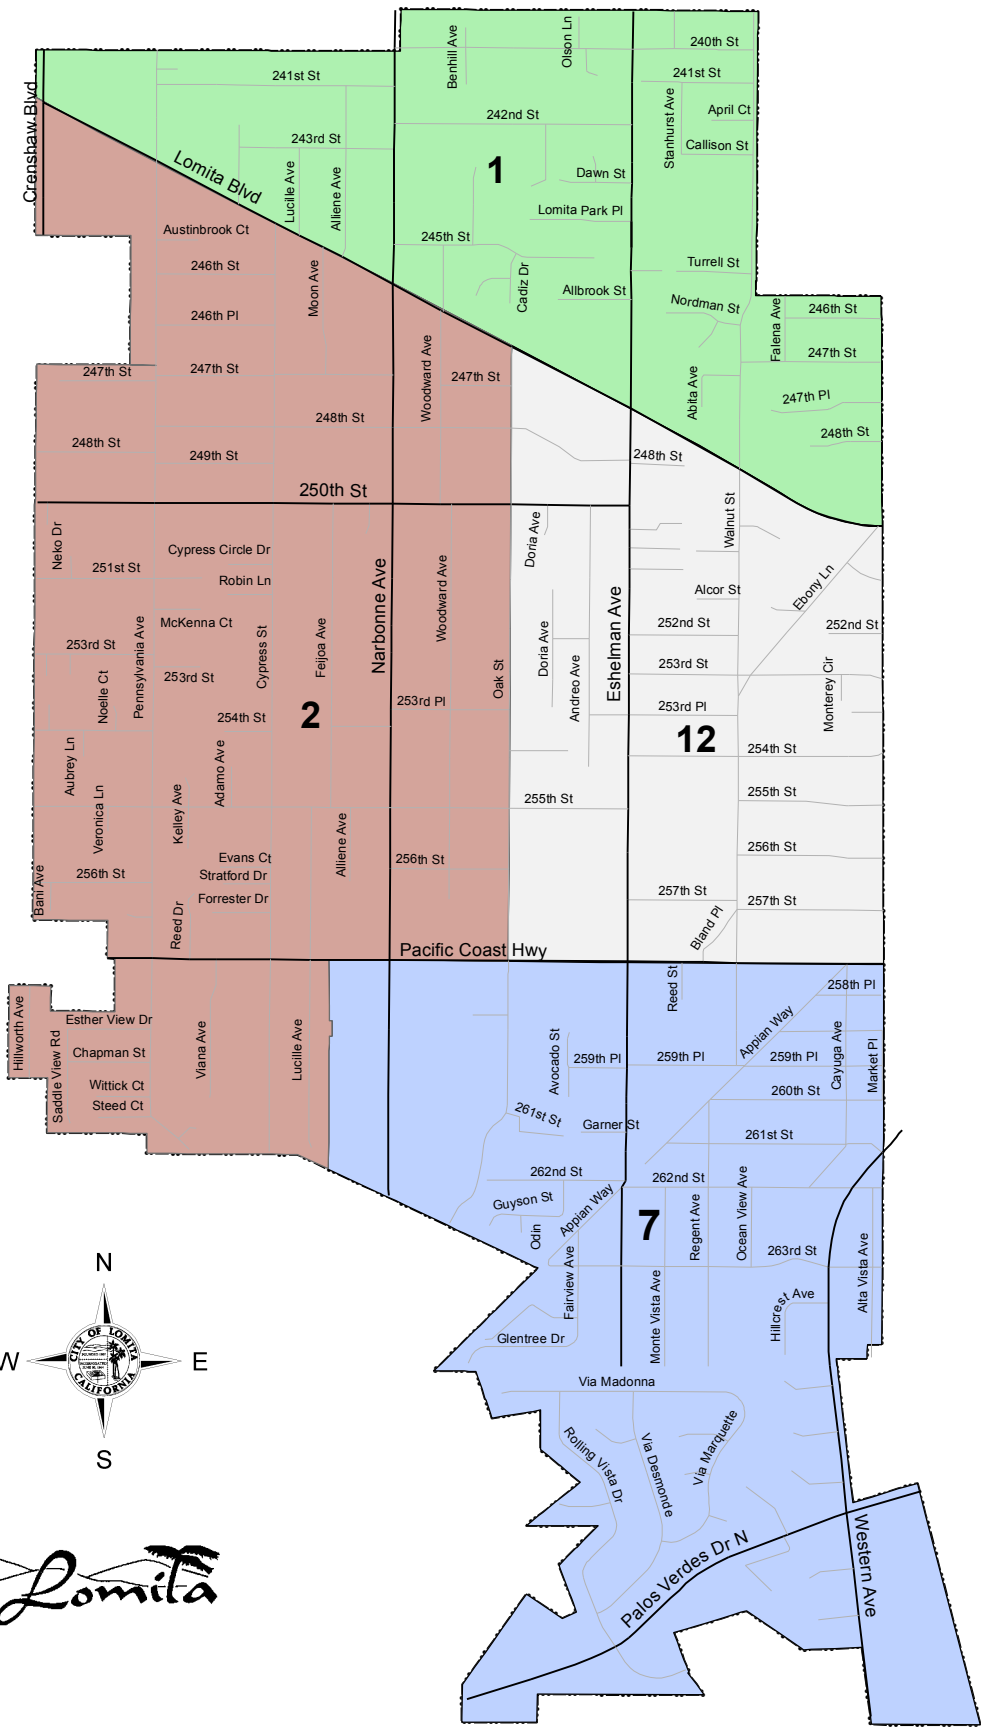 Benhill Ave
Olson Ln
240th St
241st St
241st St
Crenshaw Blvd
Stanhurst Ave
April Ct
242nd St
243rd St
Callison St
1
Lomita Blvd
Lucille Ave
Alliene Ave
Dawn St
Lomita Park Pl
Austinbrook Ct
245th St
246th St
Moon Ave
Cadiz Dr
Allbrook St
Turrell St
Nordman St
Falena Ave
246th St
246th Pl
247th St
247th St
247th St
Woodward Ave
247th St
Abita Ave
247th Pl
248th St
248th St
248th St
249th St
248th St
250th St
Walnut St
Neko Dr
Cypress Circle Dr
251st St
Robin Ln
Narbonne Ave
Woodward Ave
Doria Ave
Eshelman Ave
Alcor St
Ebony Ln
McKenna Ct
253rd St
Pennsylvania Ave
Cypress St
Feijoa Ave
252nd St
252nd St
253rd St
Noelle Ct
253rd St
Oak St
Doria Ave
Andreo Ave
Monterey Cir
254th St
2
253rd Pl
253rd Pl
12
254th St
Aubrey Ln
Veronica Ln
Kelley Ave
Adamo Ave
255th St
255th St
Alliene Ave
Evans Ct
256th St
256th St
256th St
Stratford Dr
Bani Ave
Forrester Dr
Reed Dr
257th St
257th St
Bland Pl
Pacific Coast Hwy
Reed St
258th Pl
Hillworth Ave
Esther View Dr
Saddle View Rd
Chapman St
Viana Ave
Lucille Ave
Avocado St
259th Pl
259th Pl
Appian Way
259th Pl
Cayuga Ave
Market Pl
Wittick Ct
Steed Ct
260th St
261st St
Garner St
261st St
262nd St
262nd St
Guyson St
Odin
Appian Way
7
Regent Ave
Ocean View Ave
263rd St
Alta Vista Ave
Fairview Ave
Monte Vista Ave
Hillcrest Ave
Glentree Dr
Via Madonna
Rolling Vista Dr
Via Desmonde
Via Marquette
Palos Verdes Dr N
Western Ave
N
W
E
S
CITY OF LOMITA
CALIFORNIA
Lomita